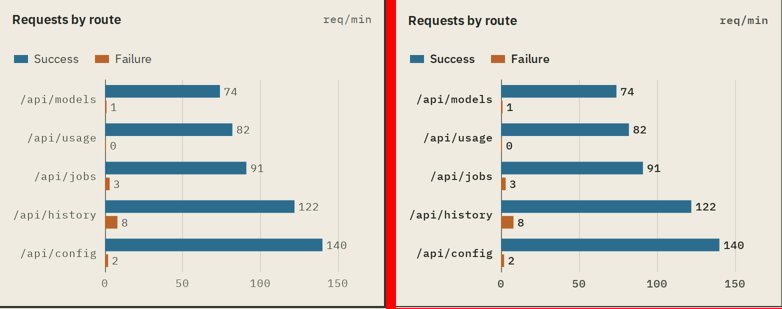 Requests by route req/min
Success Failure
/api/models 74
1
/api/usage 82
0
/api/jobs 91
3
/api/history 122
8
/api/config 140
2
0 50 100 150
Requests by route req/min
Success Failure
/api/models 74
1
/api/usage 82
0
/api/jobs 91
3
/api/history 122
8
/api/config 140
2
0 50 100 150